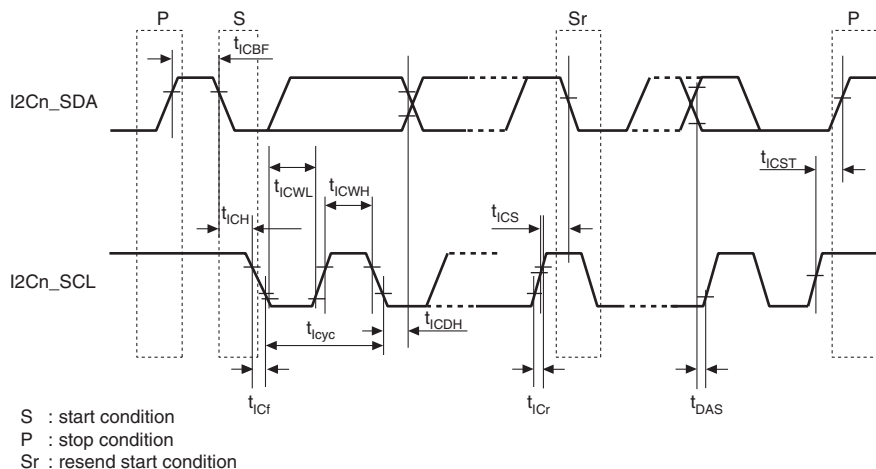 P S Sr P
tICBF
I2Cn_SDA
tICST
tICWL tICWH
tICH tICS
I2Cn_SCL
tIcyc tICDH
tICf tICr tDAS
S : start condition
P : stop condition
Sr : resend start condition